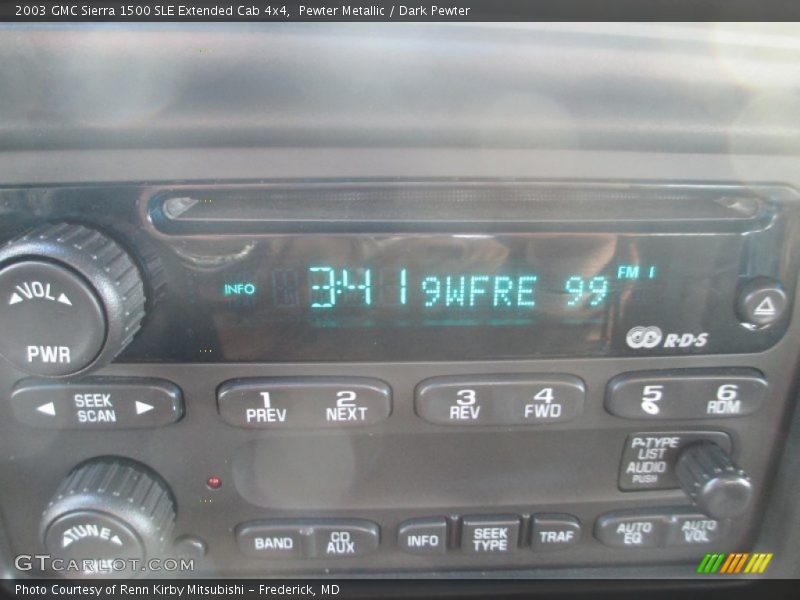 2003 GMC Sierra 1500 SLE Extended Cab 4x4, Pewter Metallic / Dark Pewter
INFO 3:41 9WFRE 99 FM 1
VOL
PWR
RDS
SEEK
SCAN
1 PREV
2 NEXT
3 REV
4 FWD
5
6 RDM
P-TYPE
LIST
AUDIO
PUSH
TUNE
BAND
CD
AUX
INFO
SEEK
TYPE
TRAF
AUTO
EQ
AUTO
VOL
GTCARLOT.COM
Photo Courtesy of Renn Kirby Mitsubishi – Frederick, MD